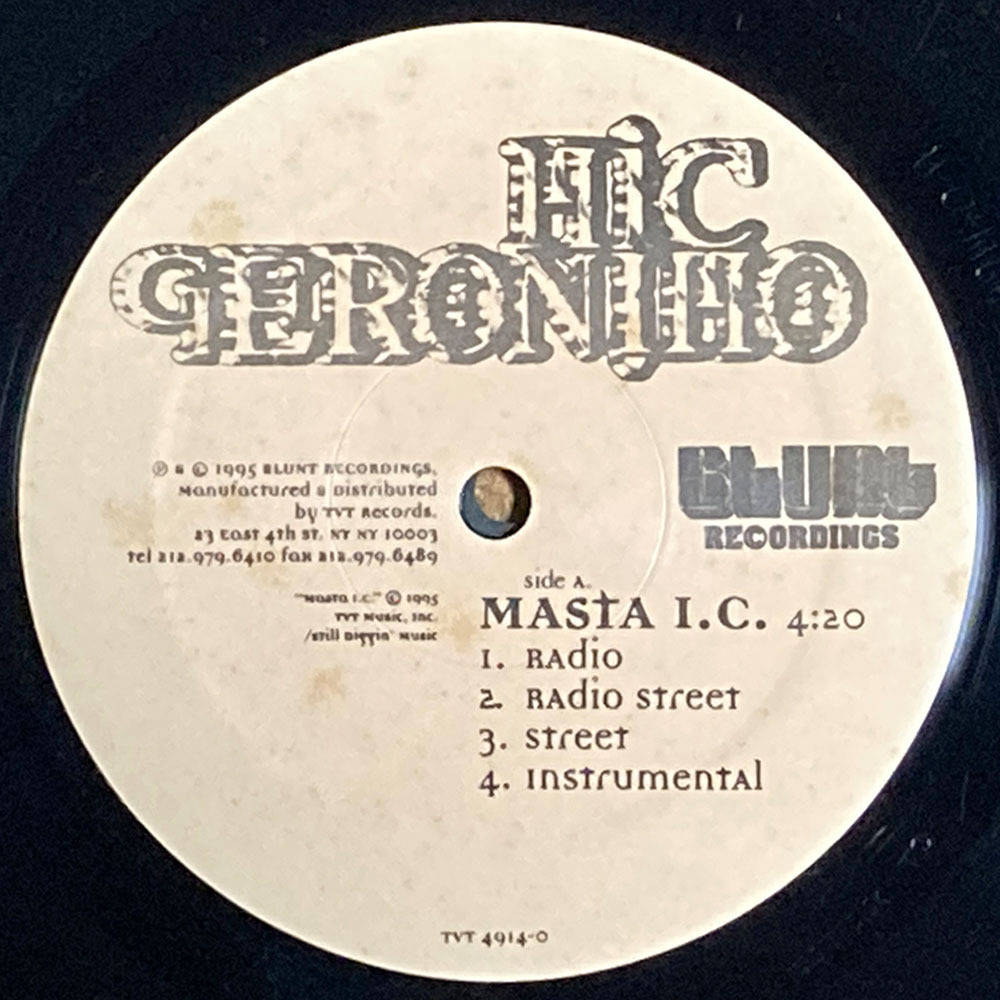 MIC
GERONIMO
℗ & © 1995 BLUNT RECORDINGS.
Manufactured & Distributed
by TVT Records.
23 East 4th St. NY NY 10003
Tel 212.979.6410 fax 212.979.6489
"Masta I.C." © 1995
TVT Music, Inc.
/Still Diggin' Music
BLUNT
RECORDINGS
side A.
MASTA I.C. 4:20
1. Radio
2. Radio Street
3. Street
4. Instrumental
TVT 4914-0